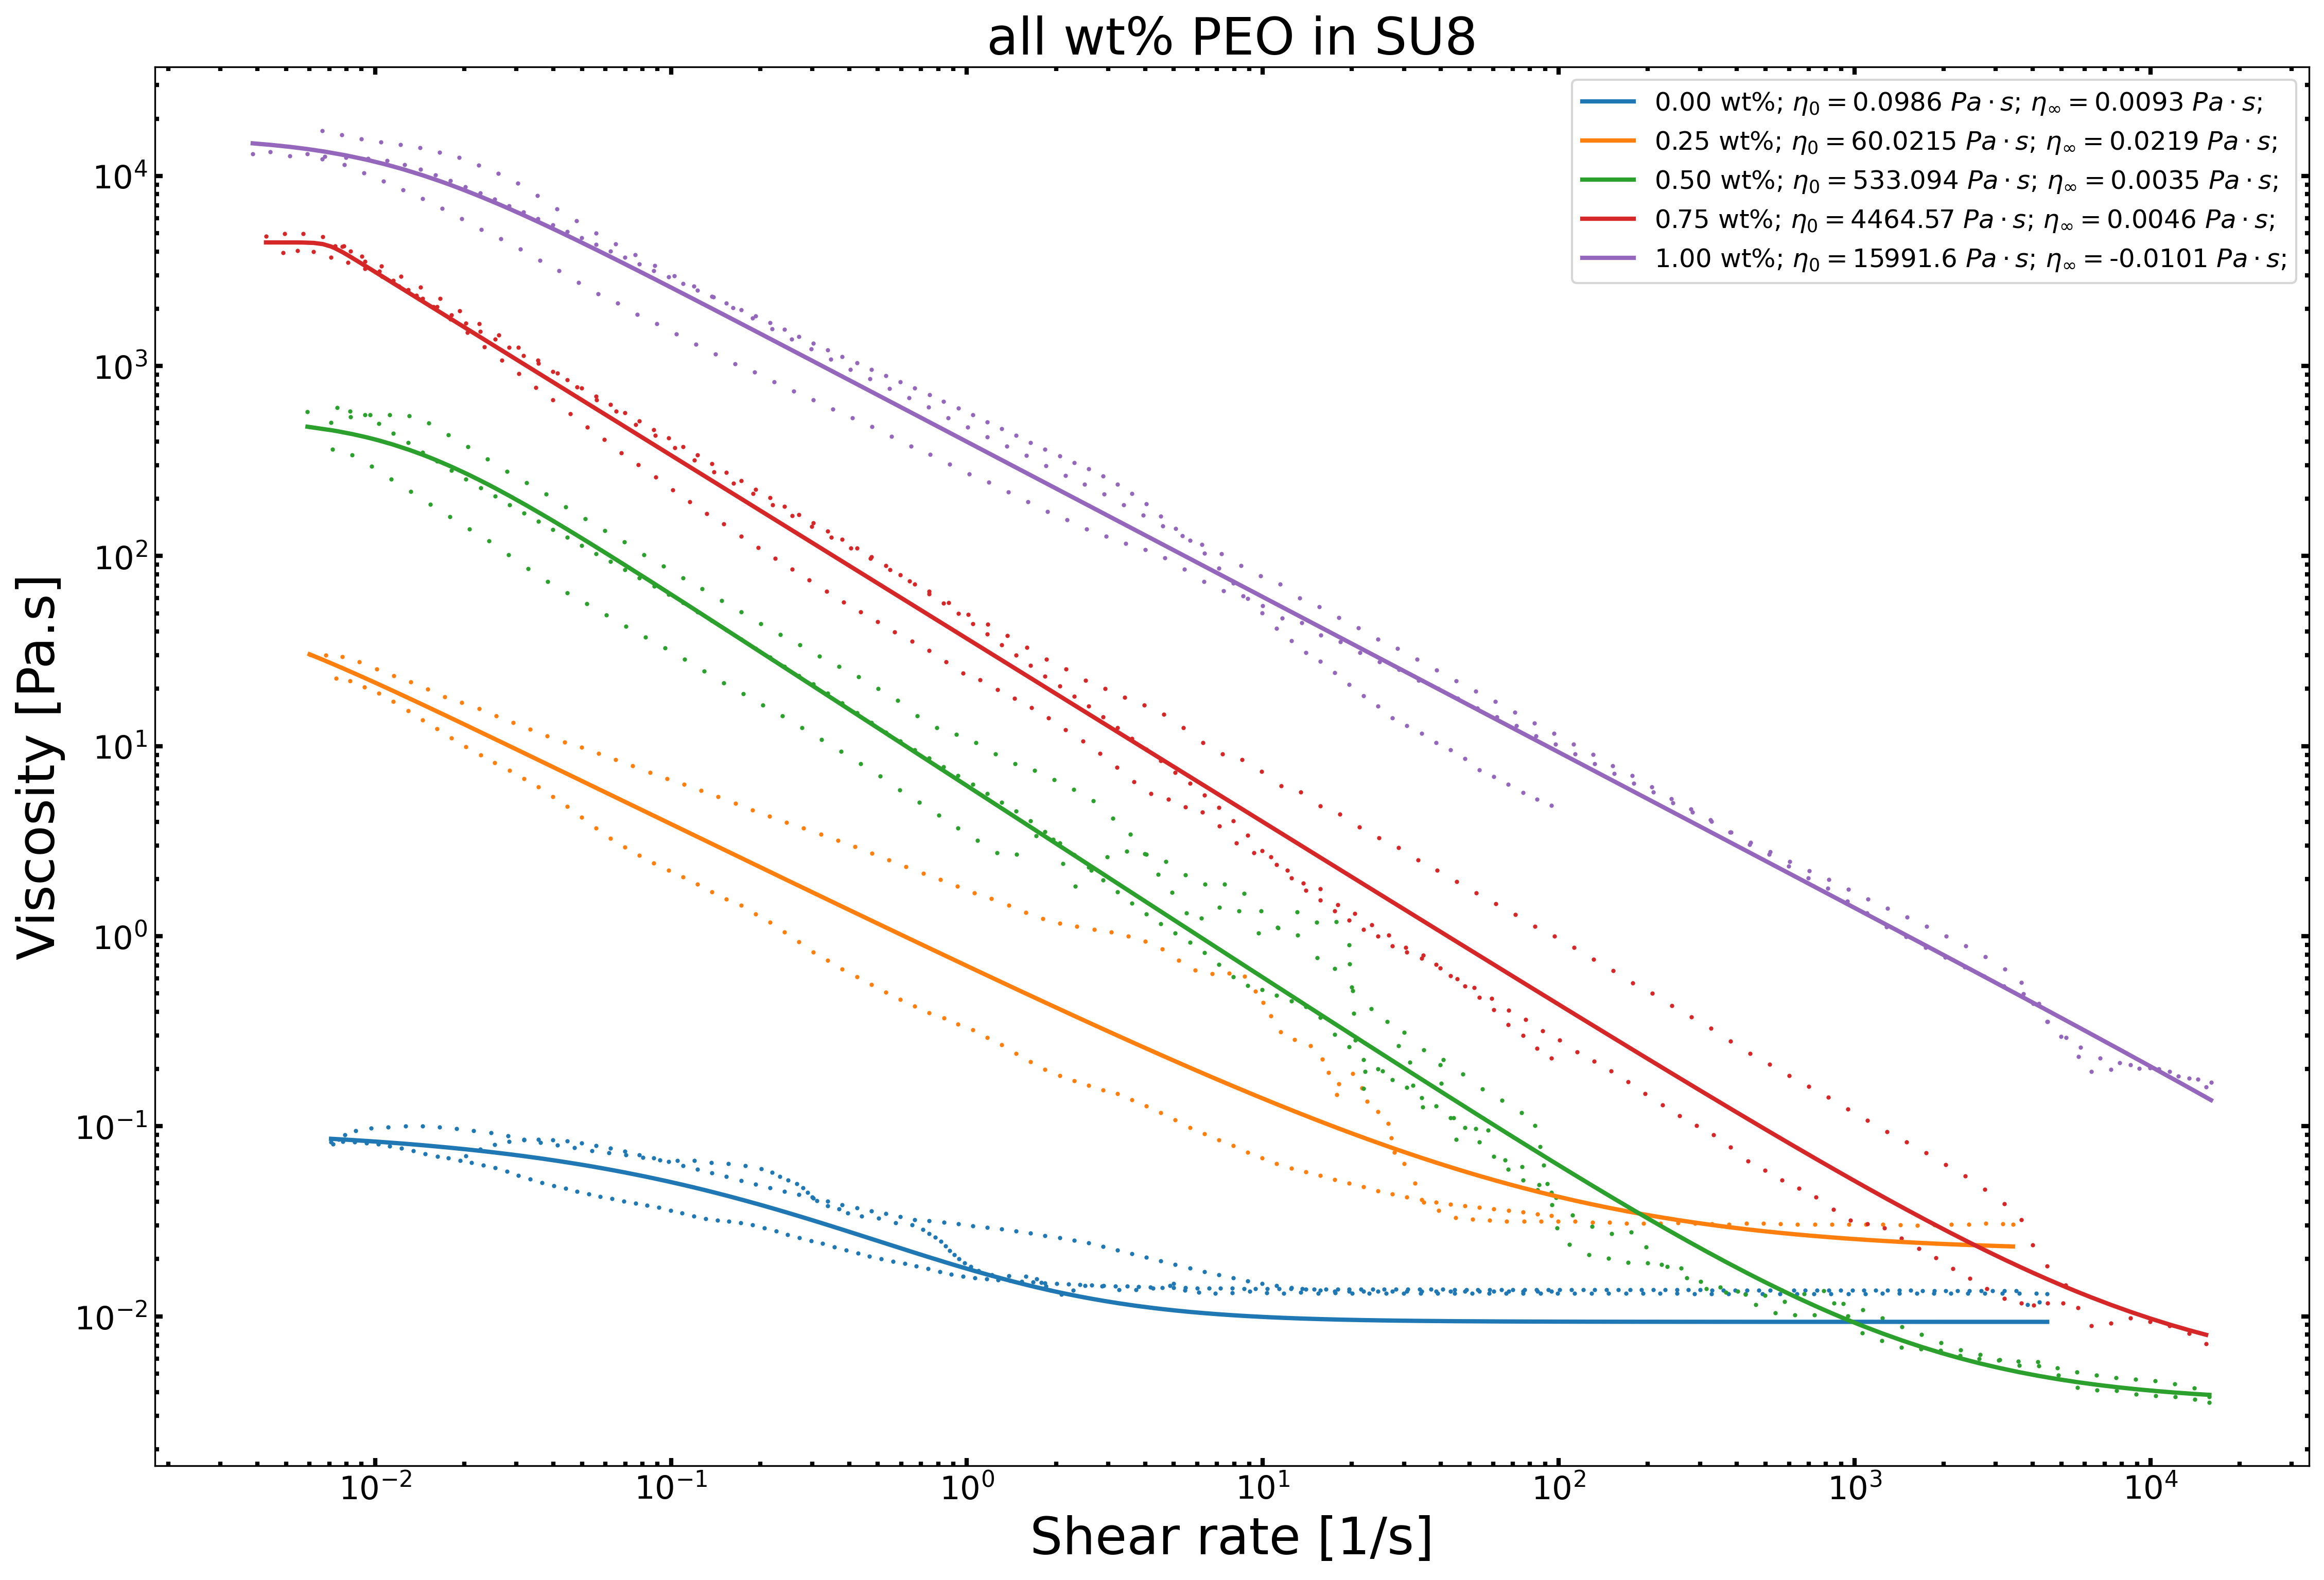 all wt% PEO in SU8
0.00 wt%; η₀ = 0.0986 Pa · s; η∞ = 0.0093 Pa · s;
0.25 wt%; η₀ = 60.0215 Pa · s; η∞ = 0.0219 Pa · s;
0.50 wt%; η₀ = 533.094 Pa · s; η∞ = 0.0035 Pa · s;
0.75 wt%; η₀ = 4464.57 Pa · s; η∞ = 0.0046 Pa · s;
1.00 wt%; η₀ = 15991.6 Pa · s; η∞ = -0.0101 Pa · s;
Viscosity [Pa.s]
10⁴
10³
10²
10¹
10⁰
10⁻¹
10⁻²
10⁻² 10⁻¹ 10⁰ 10¹ 10² 10³ 10⁴
Shear rate [1/s]